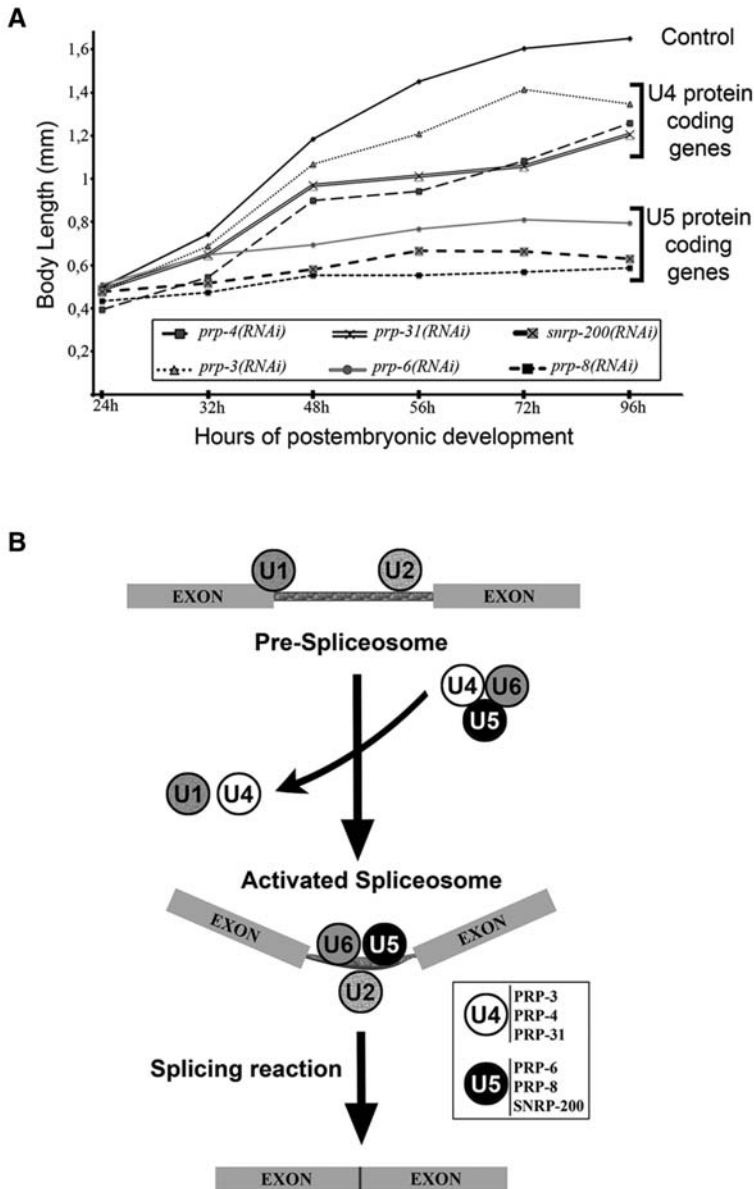 A
Body Length (mm)
1,6
1,4
1,2
1
0,8
0,6
0,4
0,2
Control
U4 protein
coding
genes
U5 protein
coding
genes
prp-4(RNAi) prp-31(RNAi) snrp-200(RNAi)
prp-3(RNAi) prp-6(RNAi) prp-8(RNAi)
24h 32h 48h 56h 72h 96h
Hours of postembryonic development
B
U1 U2
EXON EXON
Pre-Spliceosome
U4 U6
U5
U1 U4
Activated Spliceosome
EXON EXON
U6 U5
U2
U4 PRP-3
PRP-4
PRP-31
Splicing reaction
U5 PRP-6
PRP-8
SNRP-200
EXON EXON